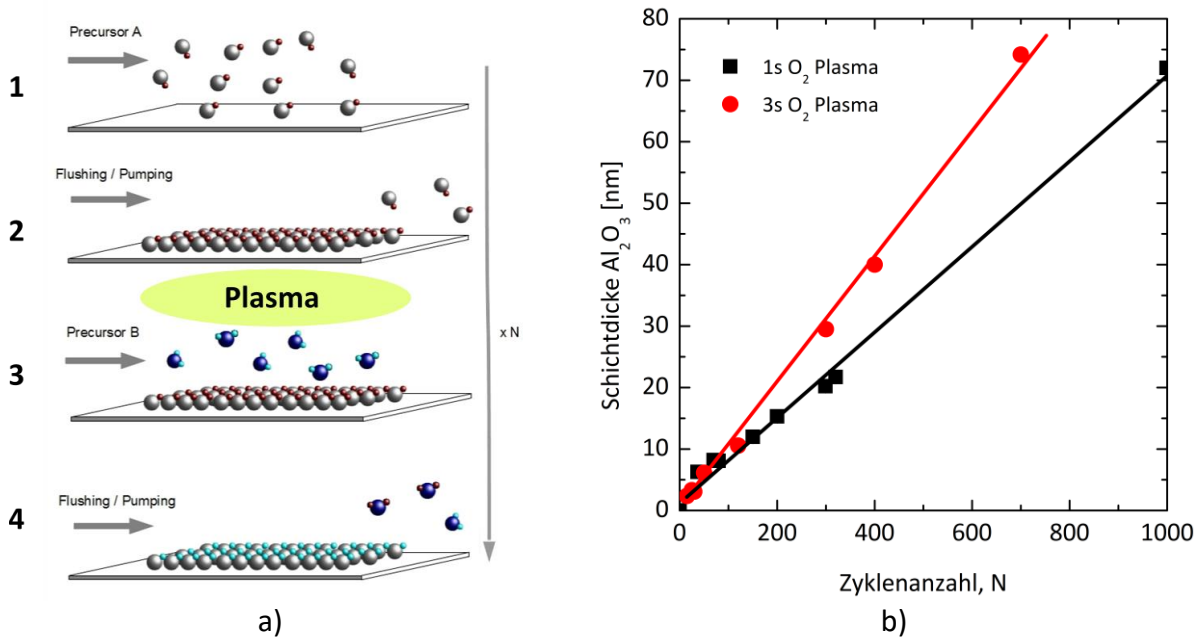 Precursor A
1
Flushing / Pumping
2
Plasma
Precursor B
x N
3
Flushing / Pumping
4
a)
80
70
60
50
40
30
20
10
0
Schichtdicke Al2O3 [nm]
1s O2 Plasma
3s O2 Plasma
0 200 400 600 800 1000
Zyklenanzahl, N
b)